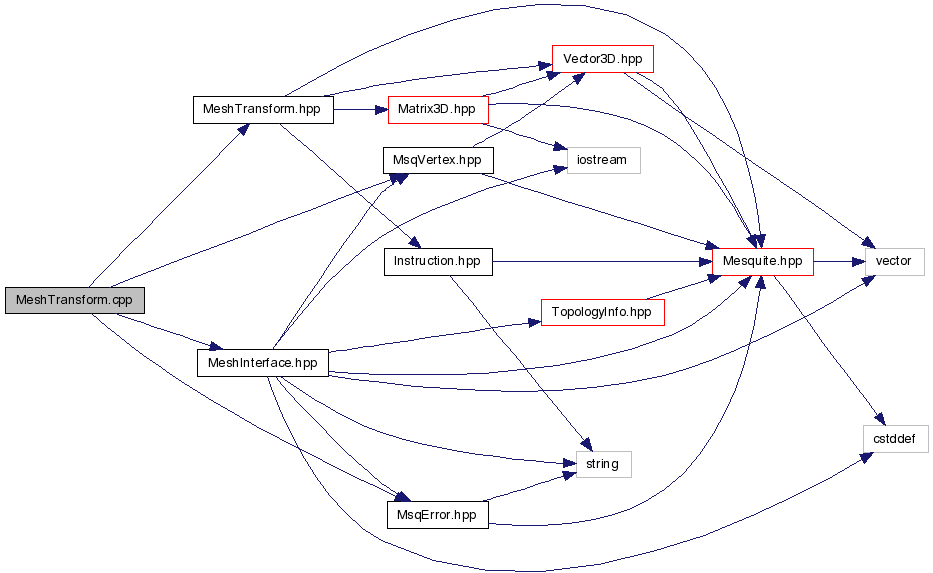 Vector3D.hpp
MeshTransform.hpp
Matrix3D.hpp
MsqVertex.hpp
iostream
Instruction.hpp
Mesquite.hpp
vector
MeshTransform.cpp
TopologyInfo.hpp
MeshInterface.hpp
cstddef
string
MsqError.hpp